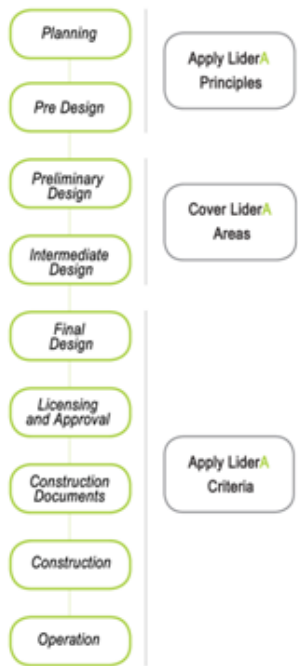 Planning
Pre Design
Apply LiderA
Principles
Preliminary
Design
Intermediate
Design
Cover LiderA
Areas
Final
Design
Licensing
and Approval
Construction
Documents
Construction
Operation
Apply LiderA
Criteria